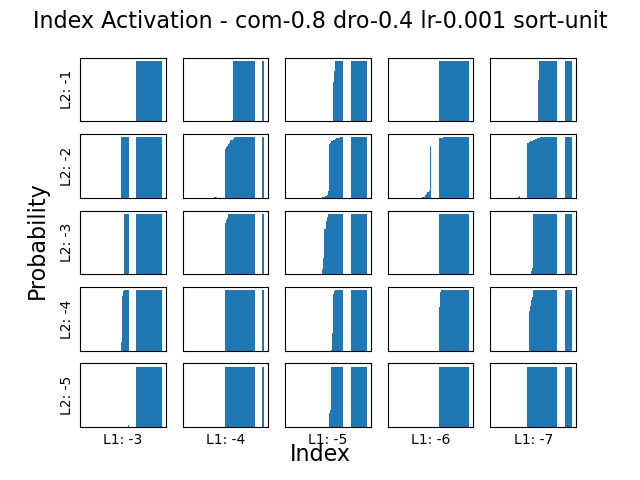 Index Activation - com-0.8 dro-0.4 lr-0.001 sort-unit
L2: -1
L2: -2
L2: -3
L2: -4
L2: -5
Probability
L1: -3
L1: -4
L1: -5
L1: -6
L1: -7
Index